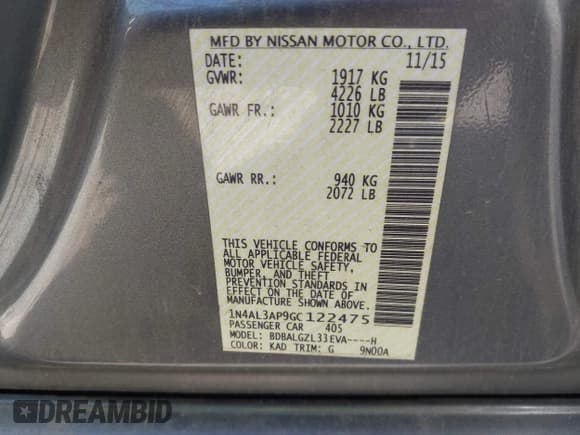 MFD BY NISSAN MOTOR CO., LTD.
DATE: 11/15
GVWR: 1917 KG
4226 LB
GAWR FR.: 1010 KG
2227 LB
GAWR RR.: 940 KG
2072 LB
THIS VEHICLE CONFORMS TO
ALL APPLICABLE FEDERAL
MOTOR VEHICLE SAFETY,
BUMPER, AND THEFT
PREVENTION STANDARDS IN
EFFECT ON THE DATE OF
MANUFACTURE SHOWN ABOVE.
1N4AL3AP9GC122475
PASSENGER CAR 405
MODEL: BDBALGZL33EVA----H
COLOR: KAD TRIM: G 9N00A
DREAMBID